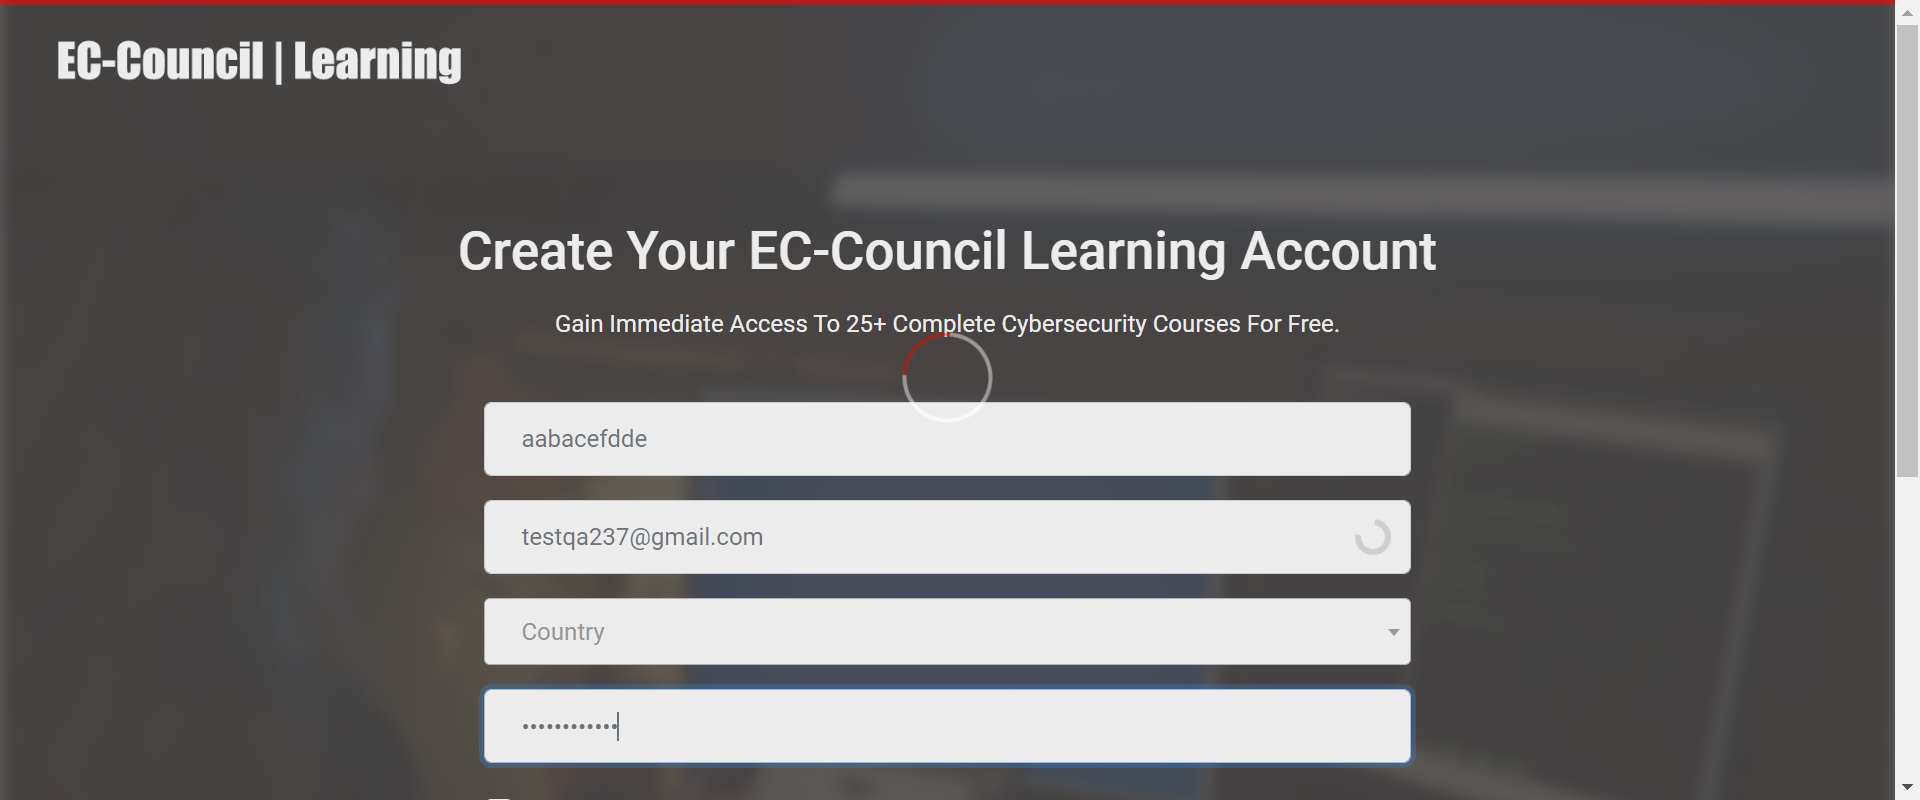 EC-Council | Learning
Create Your EC-Council Learning Account
Gain Immediate Access To 25+ Complete Cybersecurity Courses For Free.
aabacefdde
testqa237@gmail.com
Country
••••••••••••